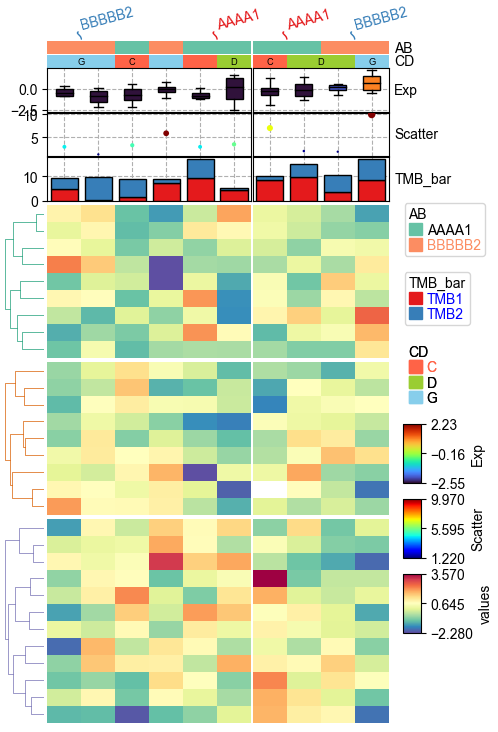 BBBBB2 AAAA1 AAAA1 BBBBB2
AB
G C D C D G CD
0.0
−2.5
Exp
10
5
Scatter
10
0
TMB_bar
AB
AAAA1
BBBBB2
TMB_bar
TMB1
TMB2
CD
C
D
G
2.23
−0.16
−2.55
Exp
9.970
5.595
1.220
Scatter
3.570
0.645
−2.280
values